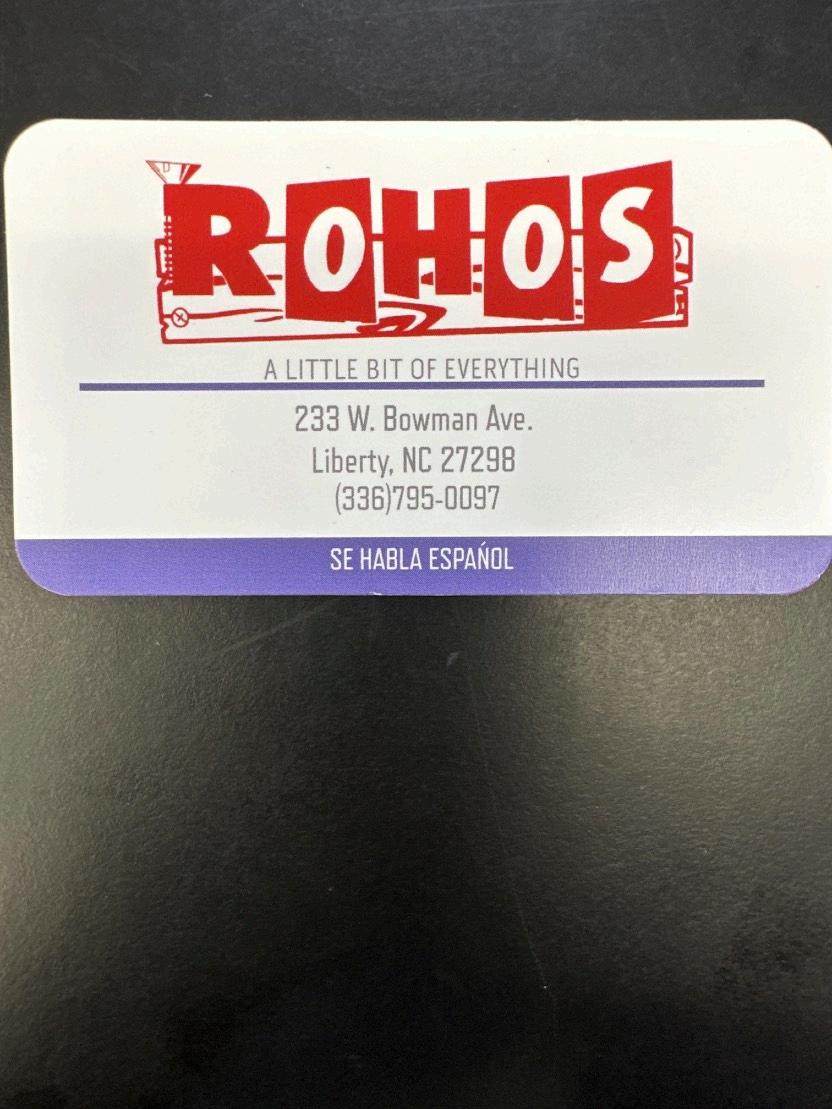 ROHOS
A LITTLE BIT OF EVERYTHING
233 W. Bowman Ave.
Liberty, NC 27298
(336)795-0097
SE HABLA ESPAÑOL